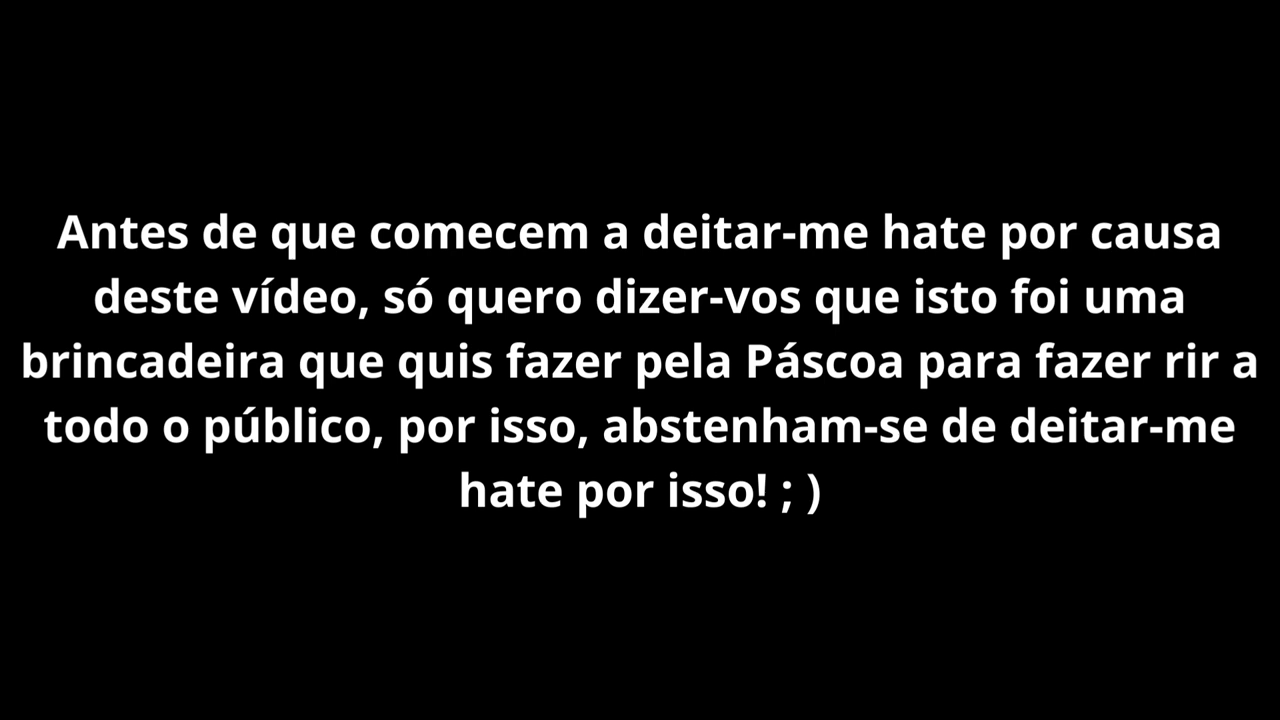 Antes de que comecem a deitar-me hate por causa
deste vídeo, só quero dizer-vos que isto foi uma
brincadeira que quis fazer pela Páscoa para fazer rir a
todo o público, por isso, abstenham-se de deitar-me
hate por isso! ; )